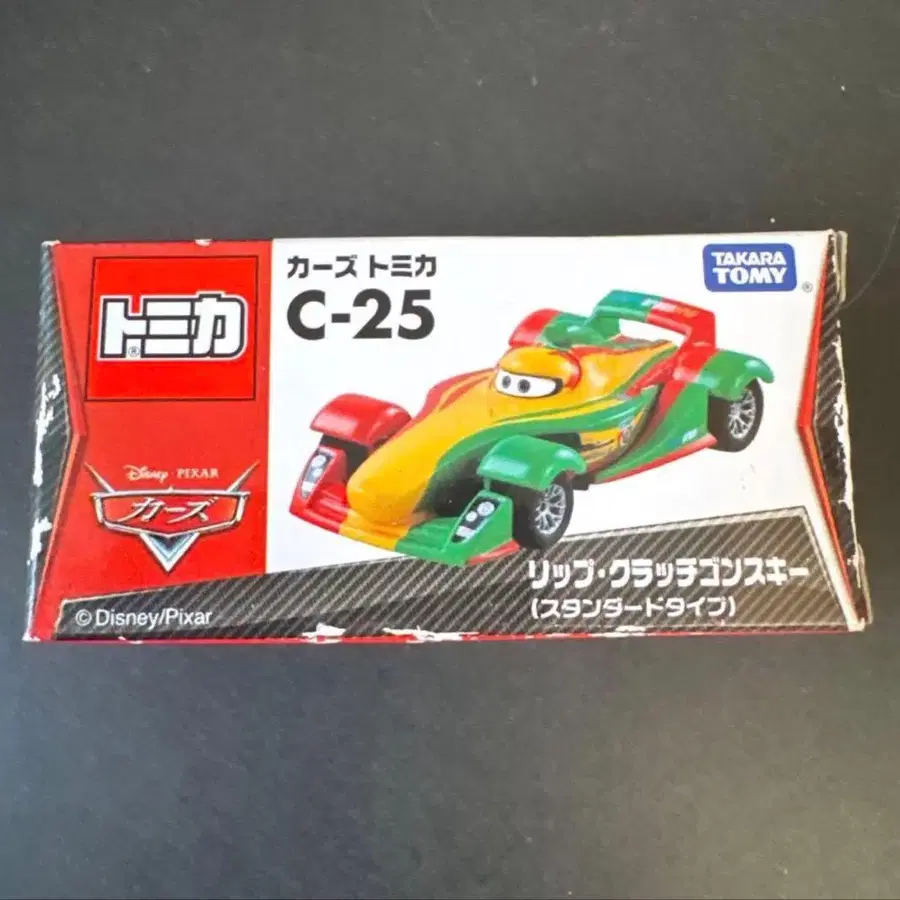 トミカ
®
Disney · PIXAR
カーズ
© Disney/Pixar
カーズ トミカ
C-25
TAKARA
TOMY
®
リップ・クラッチゴンスキー
(スタンダードタイプ)